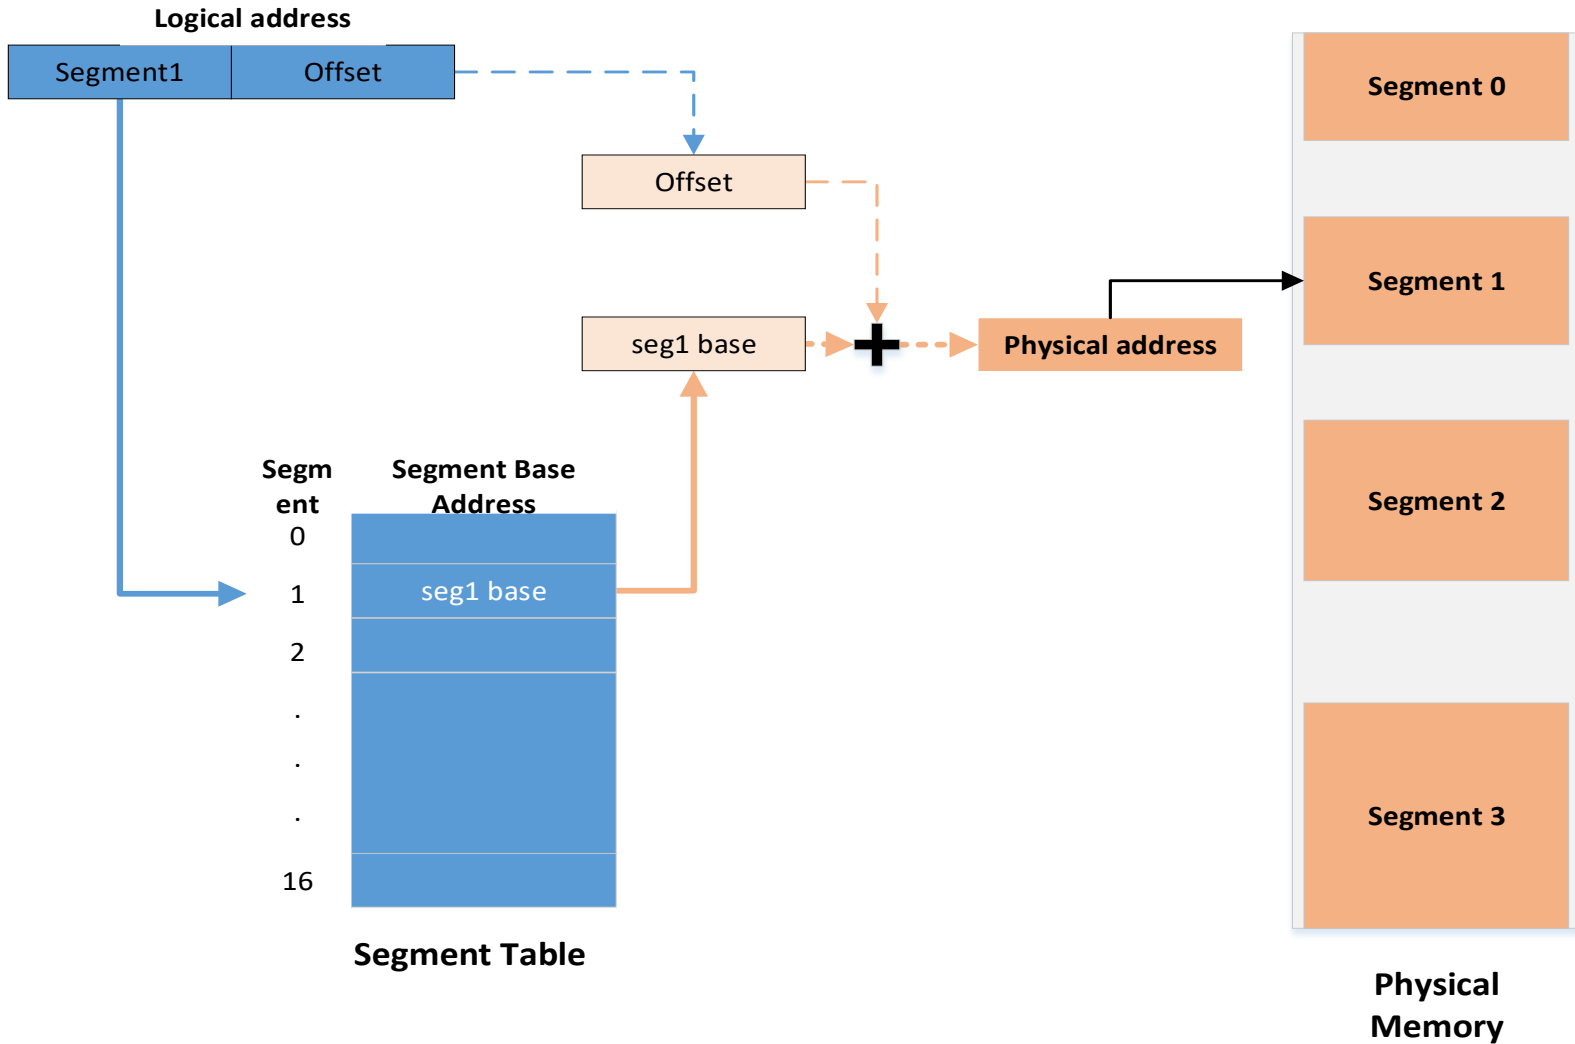 Logical address
Segment1
Offset
Offset
seg1 base
Physical address
Segm
ent
Segment Base
Address
0
1
seg1 base
2
.
.
.
16
Segment Table
Segment 0
Segment 1
Segment 2
Segment 3
Physical
Memory